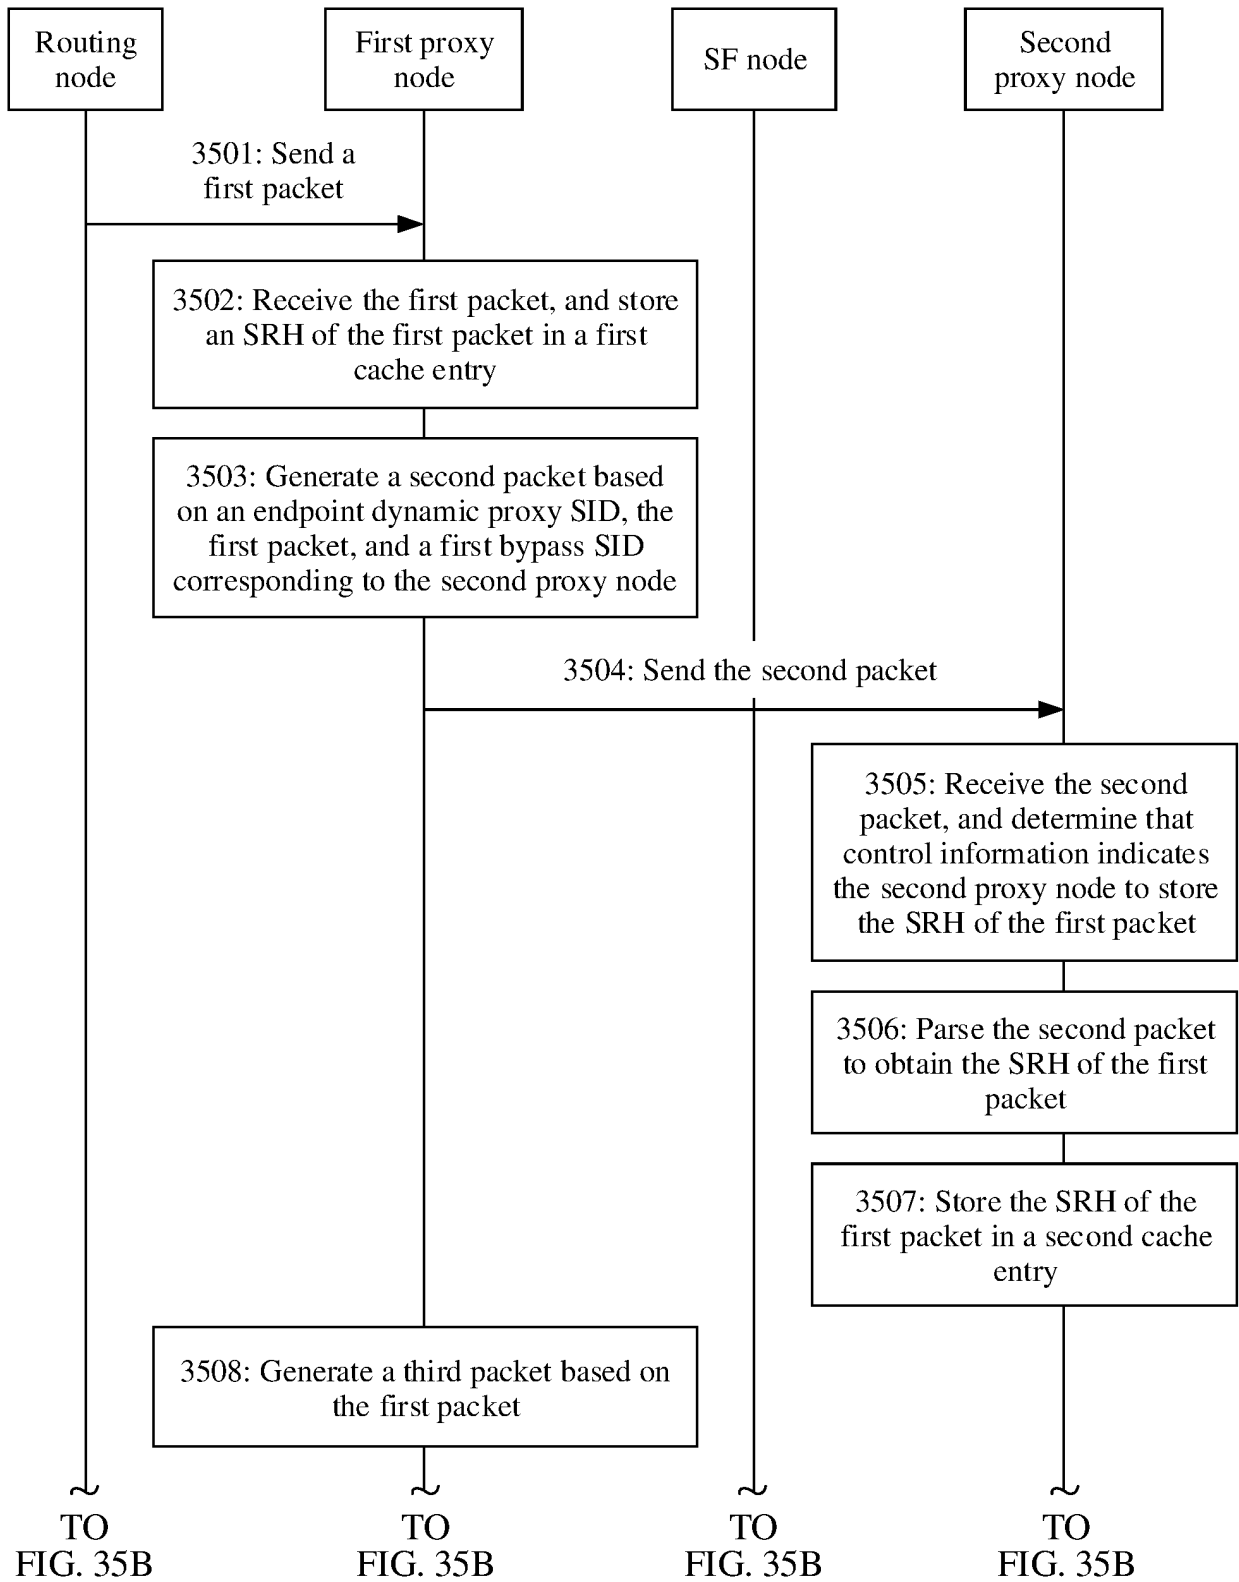 Routing
node
First proxy
node
SF node
Second
proxy node
3501: Send a
first packet
3502: Receive the first packet, and store
an SRH of the first packet in a first
cache entry
3503: Generate a second packet based
on an endpoint dynamic proxy SID, the
first packet, and a first bypass SID
corresponding to the second proxy node
3504: Send the second packet
3505: Receive the second
packet, and determine that
control information indicates
the second proxy node to store
the SRH of the first packet
3506: Parse the second packet
to obtain the SRH of the first
packet
3507: Store the SRH of the
first packet in a second cache
entry
3508: Generate a third packet based on
the first packet
TO
FIG. 35B
TO
FIG. 35B
TO
FIG. 35B
TO
FIG. 35B